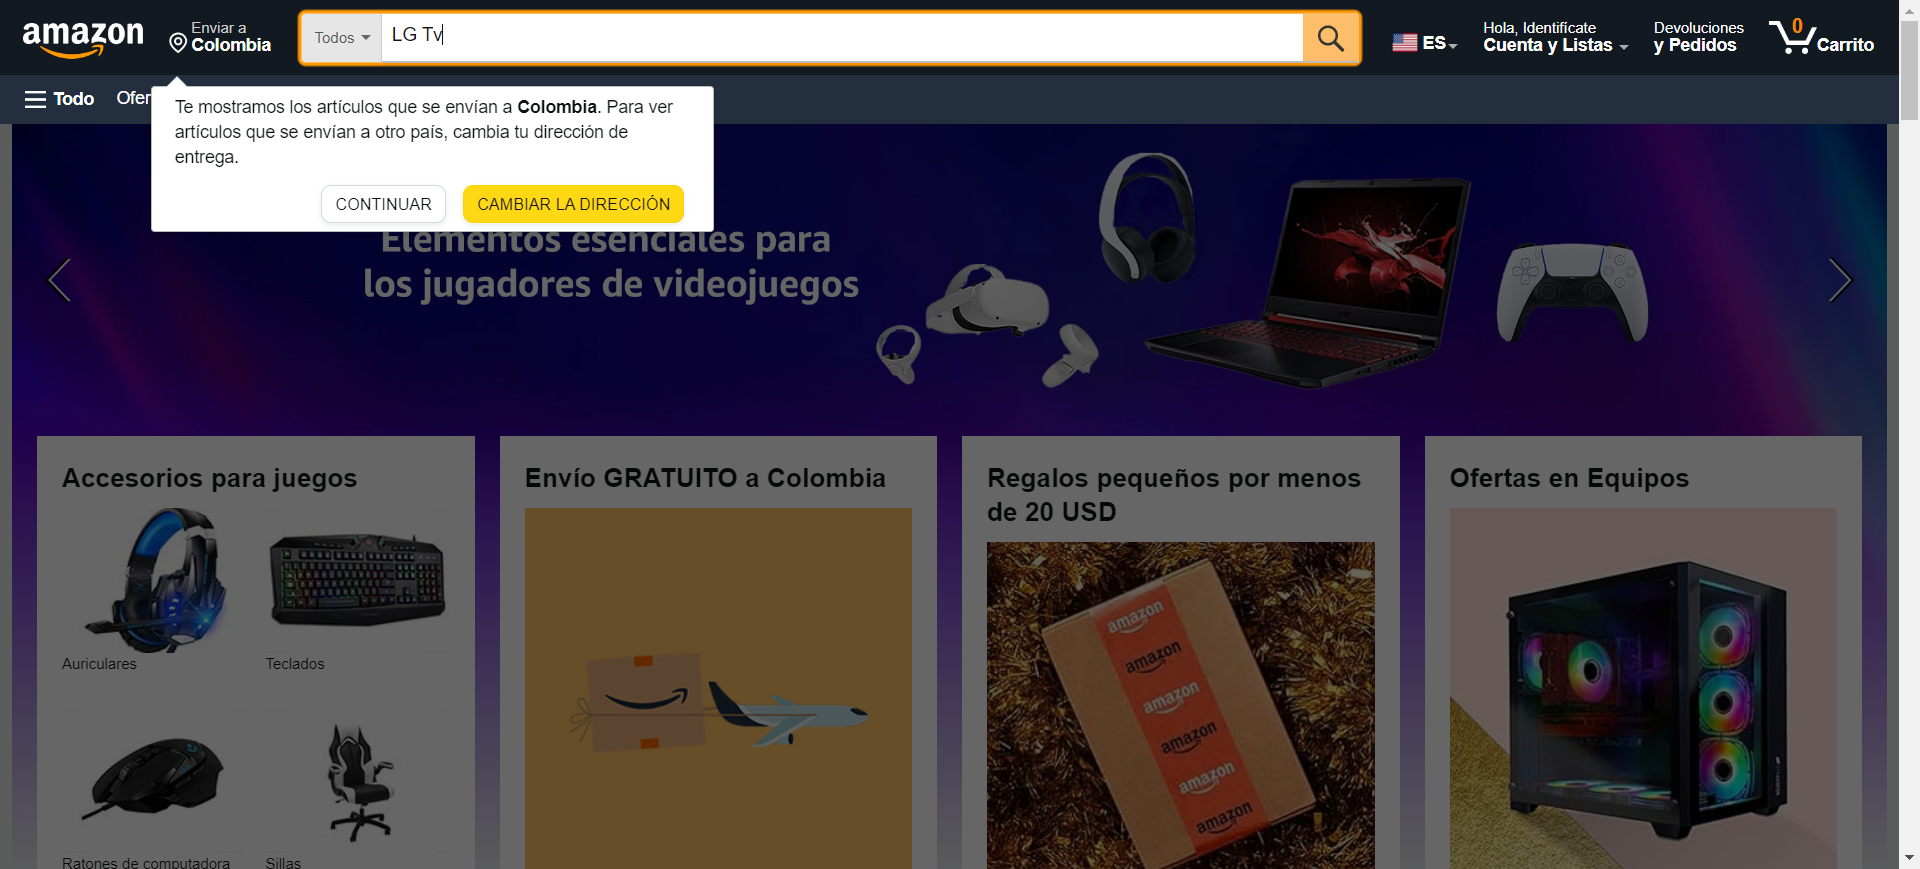 amazon
Enviar a
Colombia
Todos
LG Tv
ES
Hola, Identifícate
Cuenta y Listas
Devoluciones
y Pedidos
0
Carrito
Todo
Ofer
Te mostramos los artículos que se envían a Colombia. Para ver
artículos que se envían a otro país, cambia tu dirección de
entrega.
CONTINUAR
CAMBIAR LA DIRECCIÓN
Elementos esenciales para
los jugadores de videojuegos
Accesorios para juegos
Auriculares
Teclados
Ratones de computadora
Sillas
Envío GRATUITO a Colombia
Regalos pequeños por menos
de 20 USD
amazon
amazon
amazon
amazon
amazon
amazon
Ofertas en Equipos